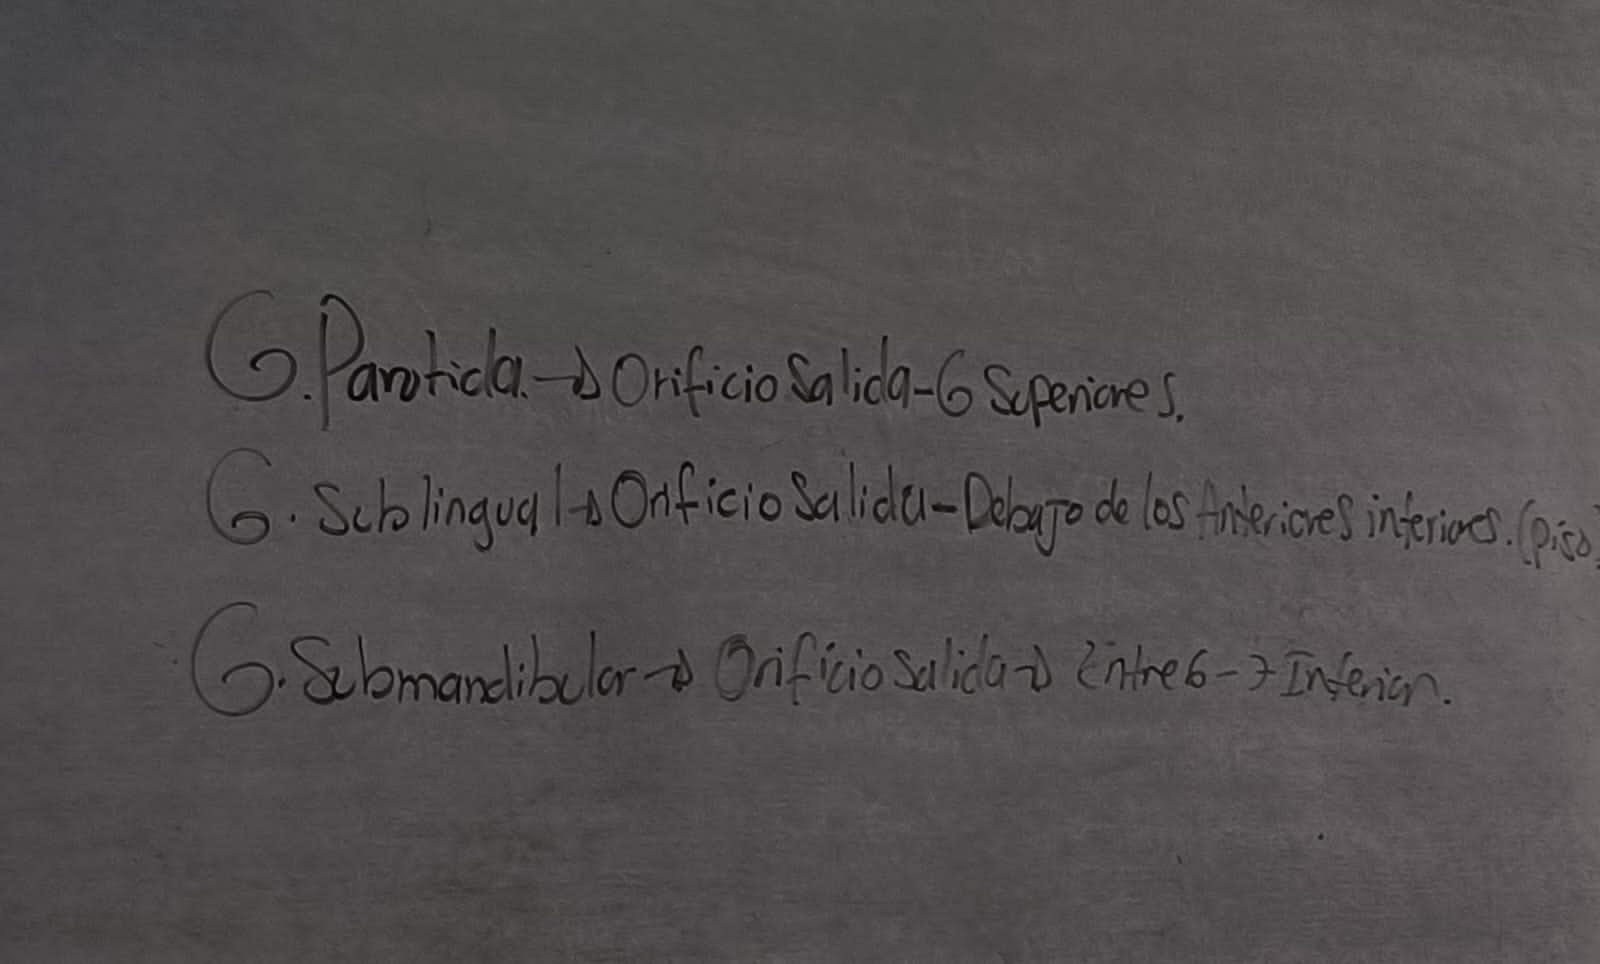 G. Parotida. → Orificio Salida - 6 Superiores.
G. Sublingual → Orificio Salida - Debajo de los Anteriores inferiores. (piso)
G. Submandibular → Orificio Salida → Entre 6-7 Inferior.